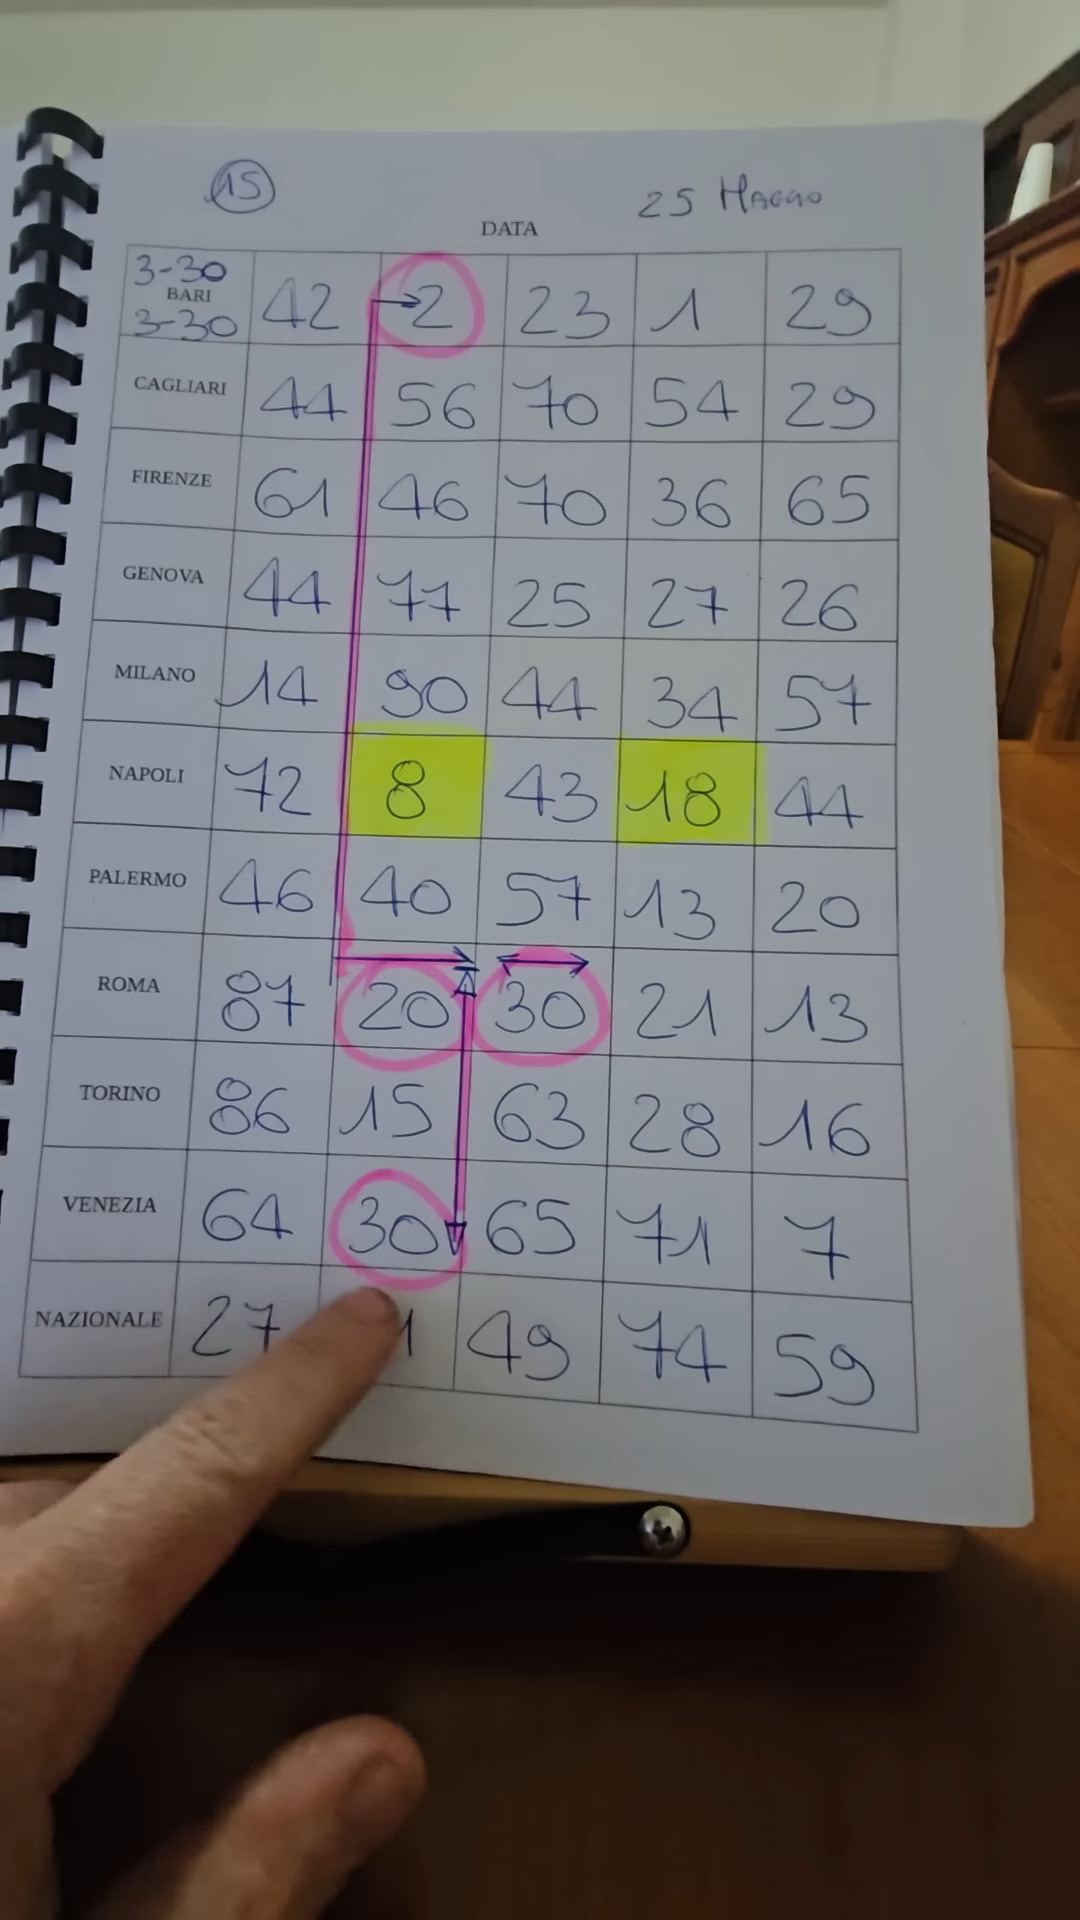 15 25 Maggio
DATA
3-30
BARI 42 2 23 1 29
3-30
CAGLIARI 44 56 70 54 29
FIRENZE 61 46 70 36 65
GENOVA 44 77 25 27 26
MILANO 14 90 44 34 57
NAPOLI 72 8 43 18 44
PALERMO 46 40 57 13 20
ROMA 87 20 30 21 13
TORINO 86 15 63 28 16
VENEZIA 64 30 65 71 7
NAZIONALE 27 49 74 59